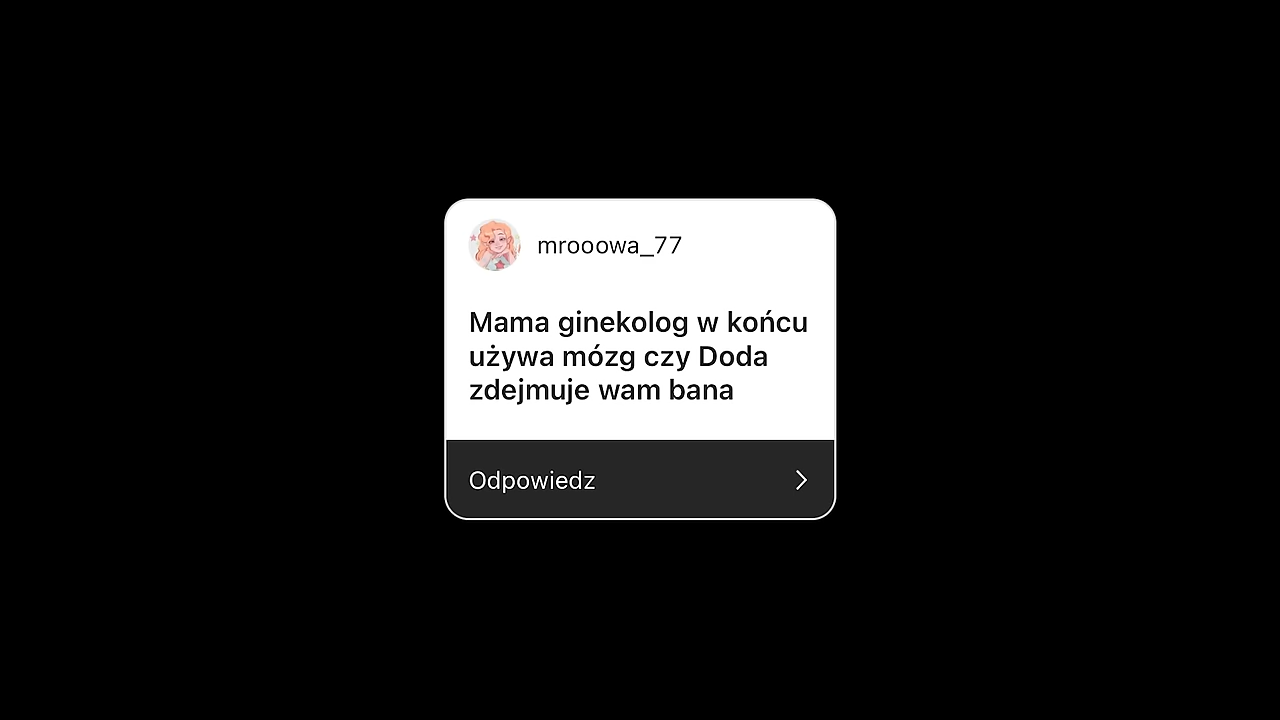 mrooowa_77
Mama ginekolog w końcu
używa mózg czy Doda
zdejmuje wam bana
Odpowiedz